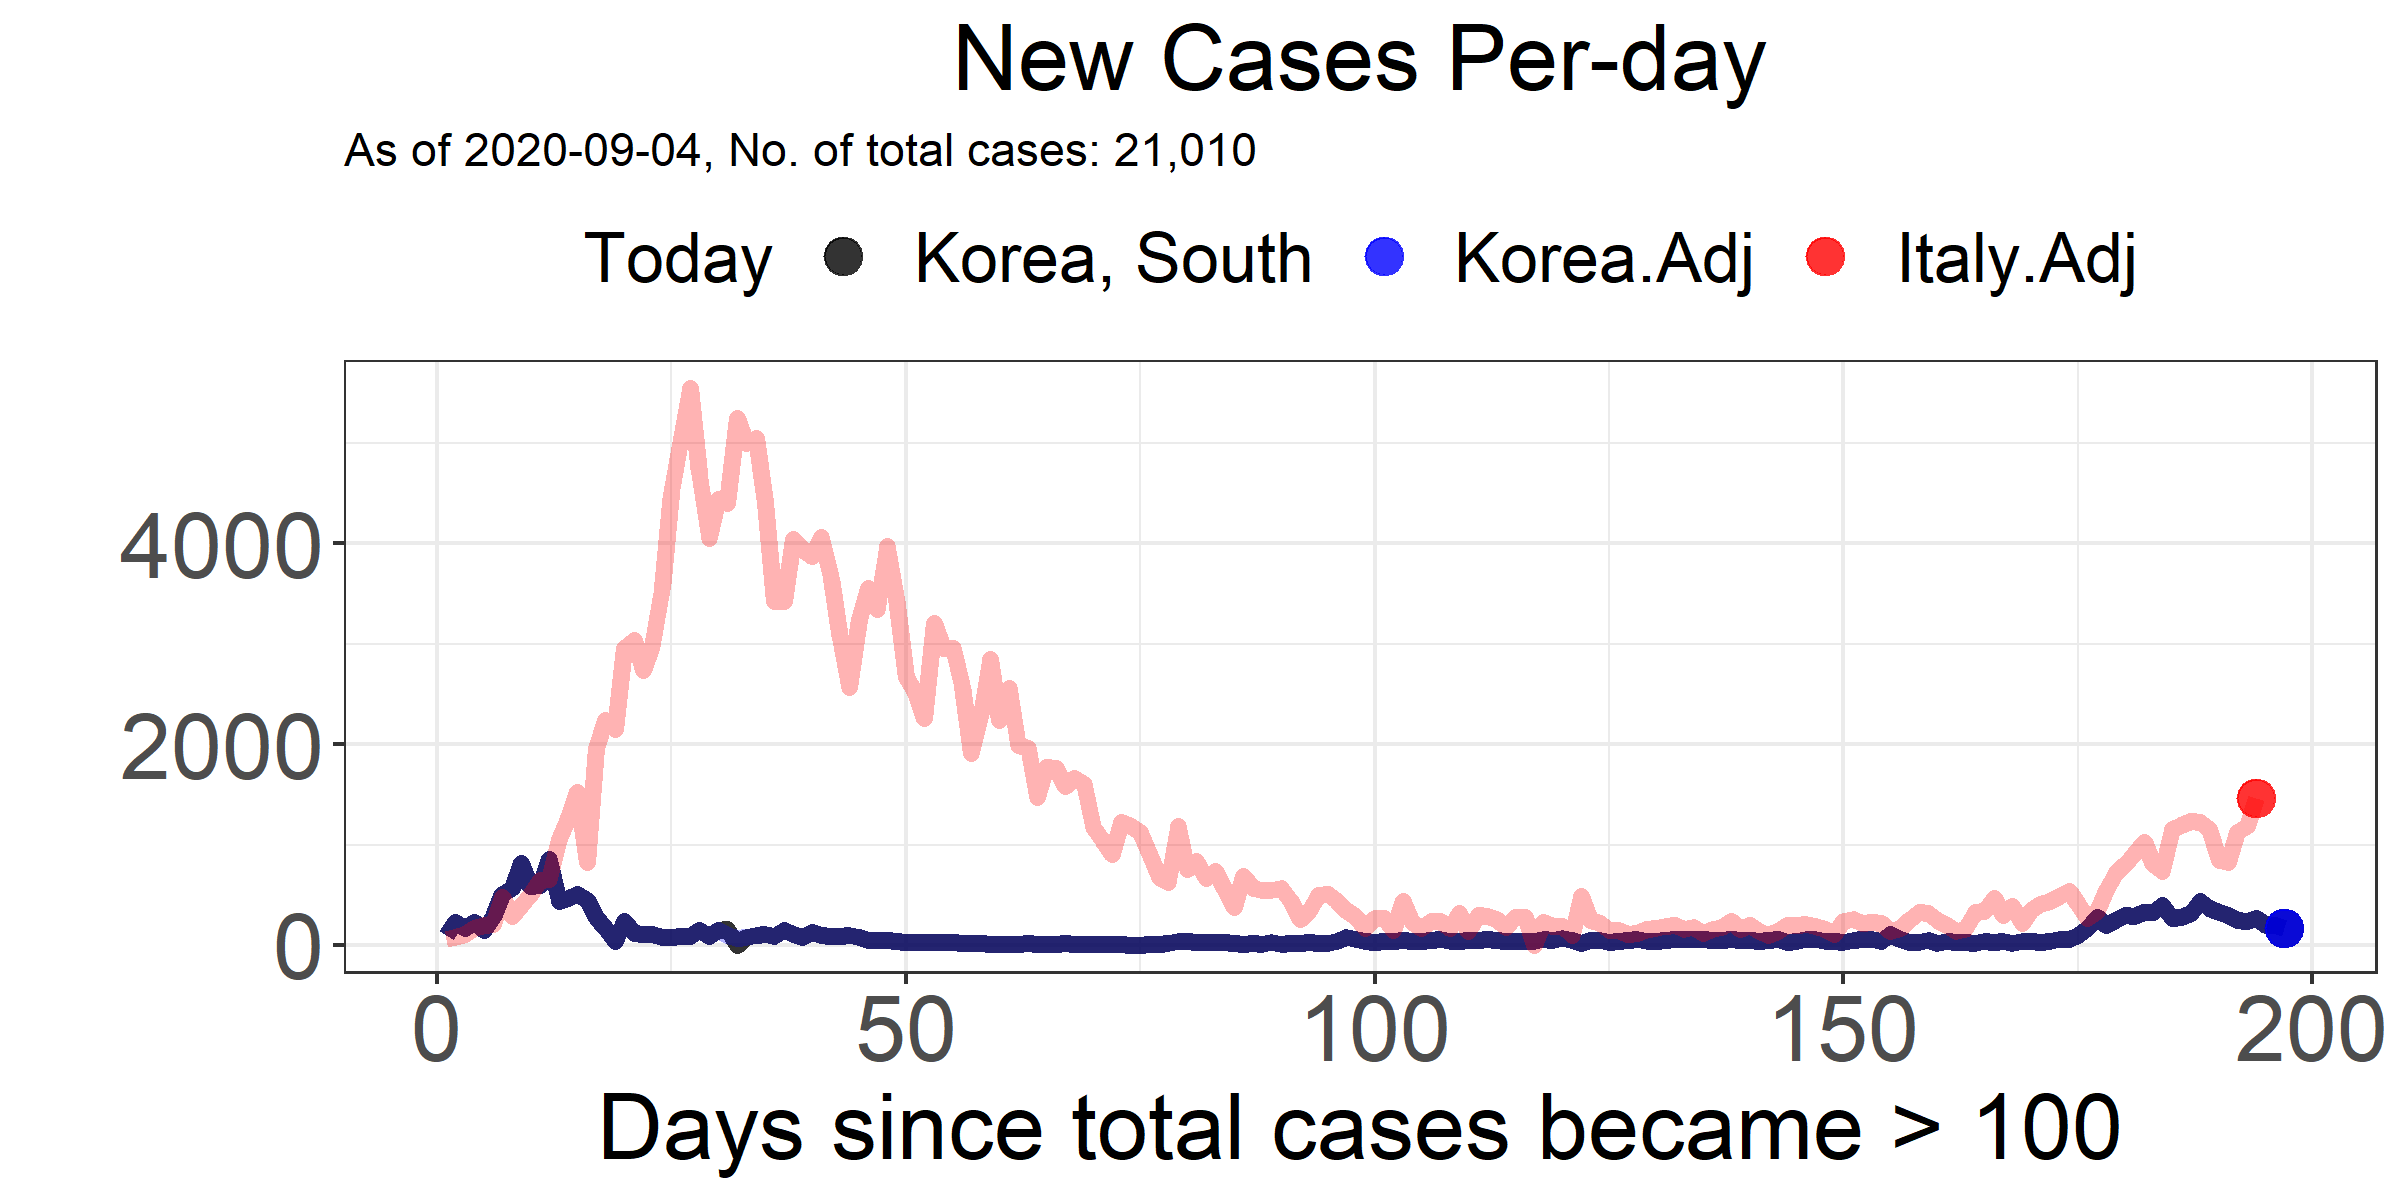 New Cases Per-day
As of 2020-09-04, No. of total cases: 21,010
Today Korea, South Korea.Adj Italy.Adj
4000
2000
0
0 50 100 150 200
Days since total cases became > 100